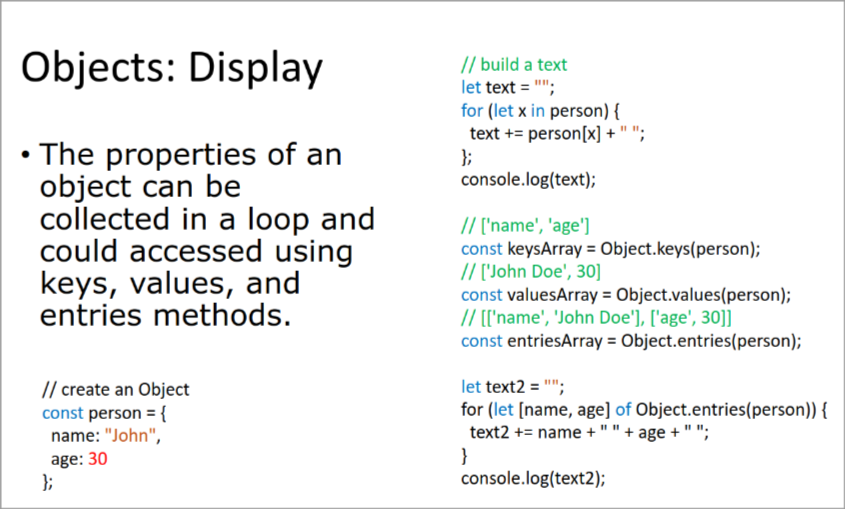 Objects: Display
• The properties of an
object can be
collected in a loop and
could accessed using
keys, values, and
entries methods.
// create an Object
const person = {
name: "John",
age: 30
};
// build a text
let text = "";
for (let x in person) {
text += person[x] + " ";
};
console.log(text);
// ['name', 'age']
const keysArray = Object.keys(person);
// ['John Doe', 30]
const valuesArray = Object.values(person);
// [['name', 'John Doe'], ['age', 30]]
const entriesArray = Object.entries(person);
let text2 = "";
for (let [name, age] of Object.entries(person)) {
text2 += name + " " + age + " ";
}
console.log(text2);